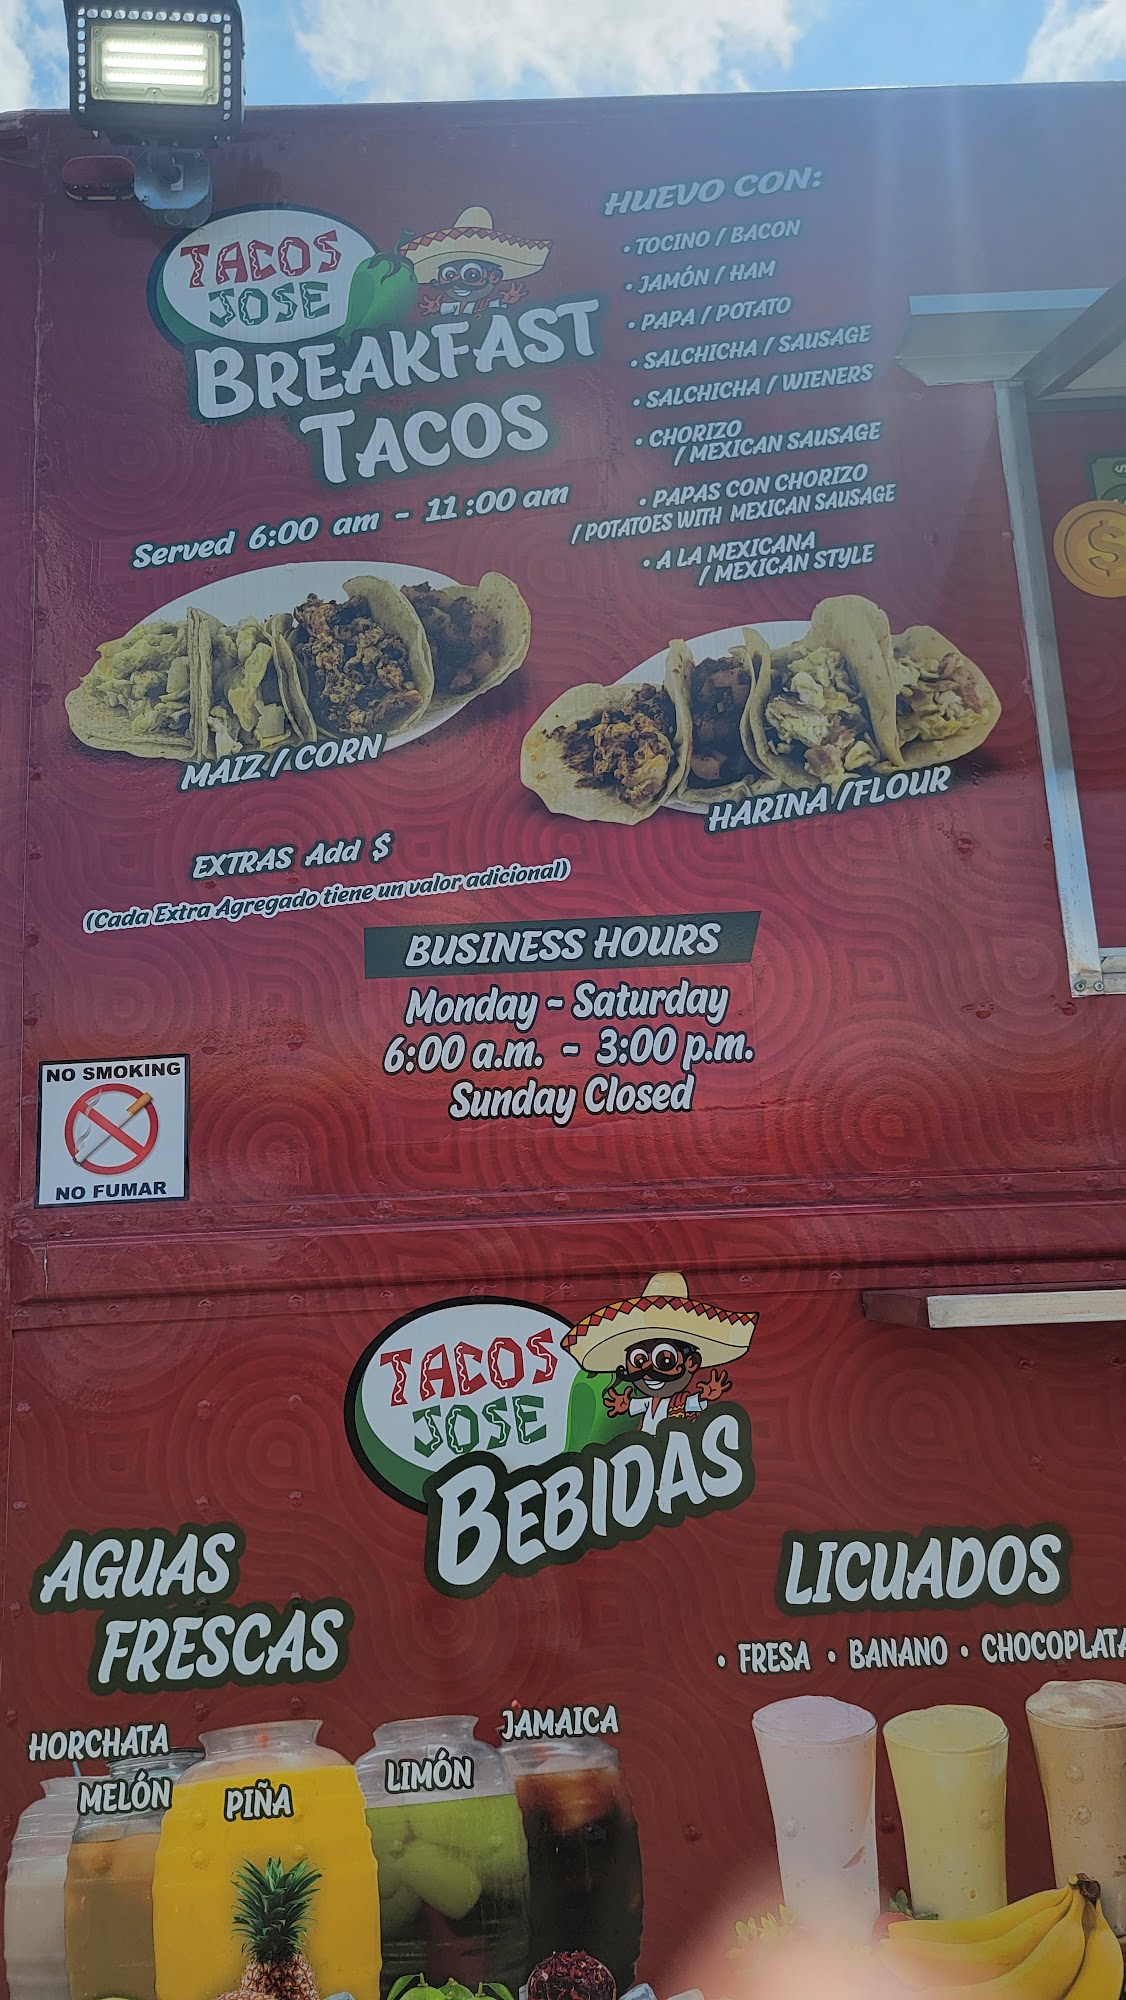 TACOS
JOSE
BREAKFAST
TACOS
Served 6:00 am - 11:00 am
HUEVO CON:
• TOCINO / BACON
• JAMÓN / HAM
• PAPA / POTATO
• SALCHICHA / SAUSAGE
• SALCHICHA / WIENERS
• CHORIZO
/ MEXICAN SAUSAGE
• PAPAS CON CHORIZO
/ POTATOES WITH MEXICAN SAUSAGE
• A LA MEXICANA
/ MEXICAN STYLE
MAIZ / CORN
HARINA / FLOUR
EXTRAS Add $
(Cada Extra Agregado tiene un valor adicional)
BUSINESS HOURS
Monday - Saturday
6:00 a.m. - 3:00 p.m.
Sunday Closed
NO SMOKING
NO FUMAR
TACOS
JOSE
BEBIDAS
AGUAS
FRESCAS
HORCHATA
MELÓN
PIÑA
LIMÓN
JAMAICA
LICUADOS
• FRESA • BANANO • CHOCOPLATA